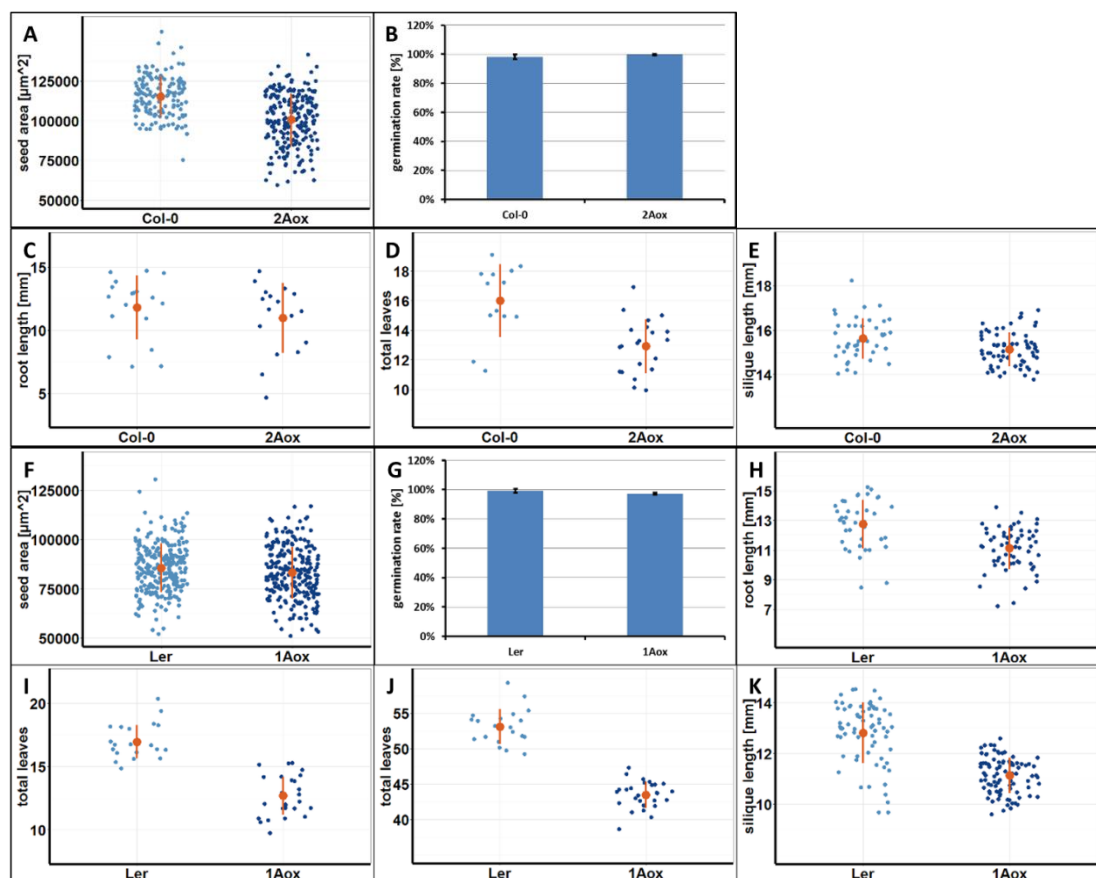 A
seed area [µm^2]
125000
100000
75000
50000
Col-0 2Aox
B
germination rate [%]
120%
100%
80%
60%
40%
20%
0%
Col-0 2Aox
C
root length [mm]
15
10
5
Col-0 2Aox
D
total leaves
18
16
14
12
10
Col-0 2Aox
E
silique length [mm]
18
16
14
Col-0 2Aox
F
seed area [µm^2]
125000
100000
75000
50000
Ler 1Aox
G
germination rate [%]
120%
100%
80%
60%
40%
20%
0%
Ler 1Aox
H
root length [mm]
15
13
11
9
7
Ler 1Aox
I
total leaves
20
15
10
Ler 1Aox
J
total leaves
55
50
45
40
Ler 1Aox
K
silique length [mm]
14
12
10
Ler 1Aox